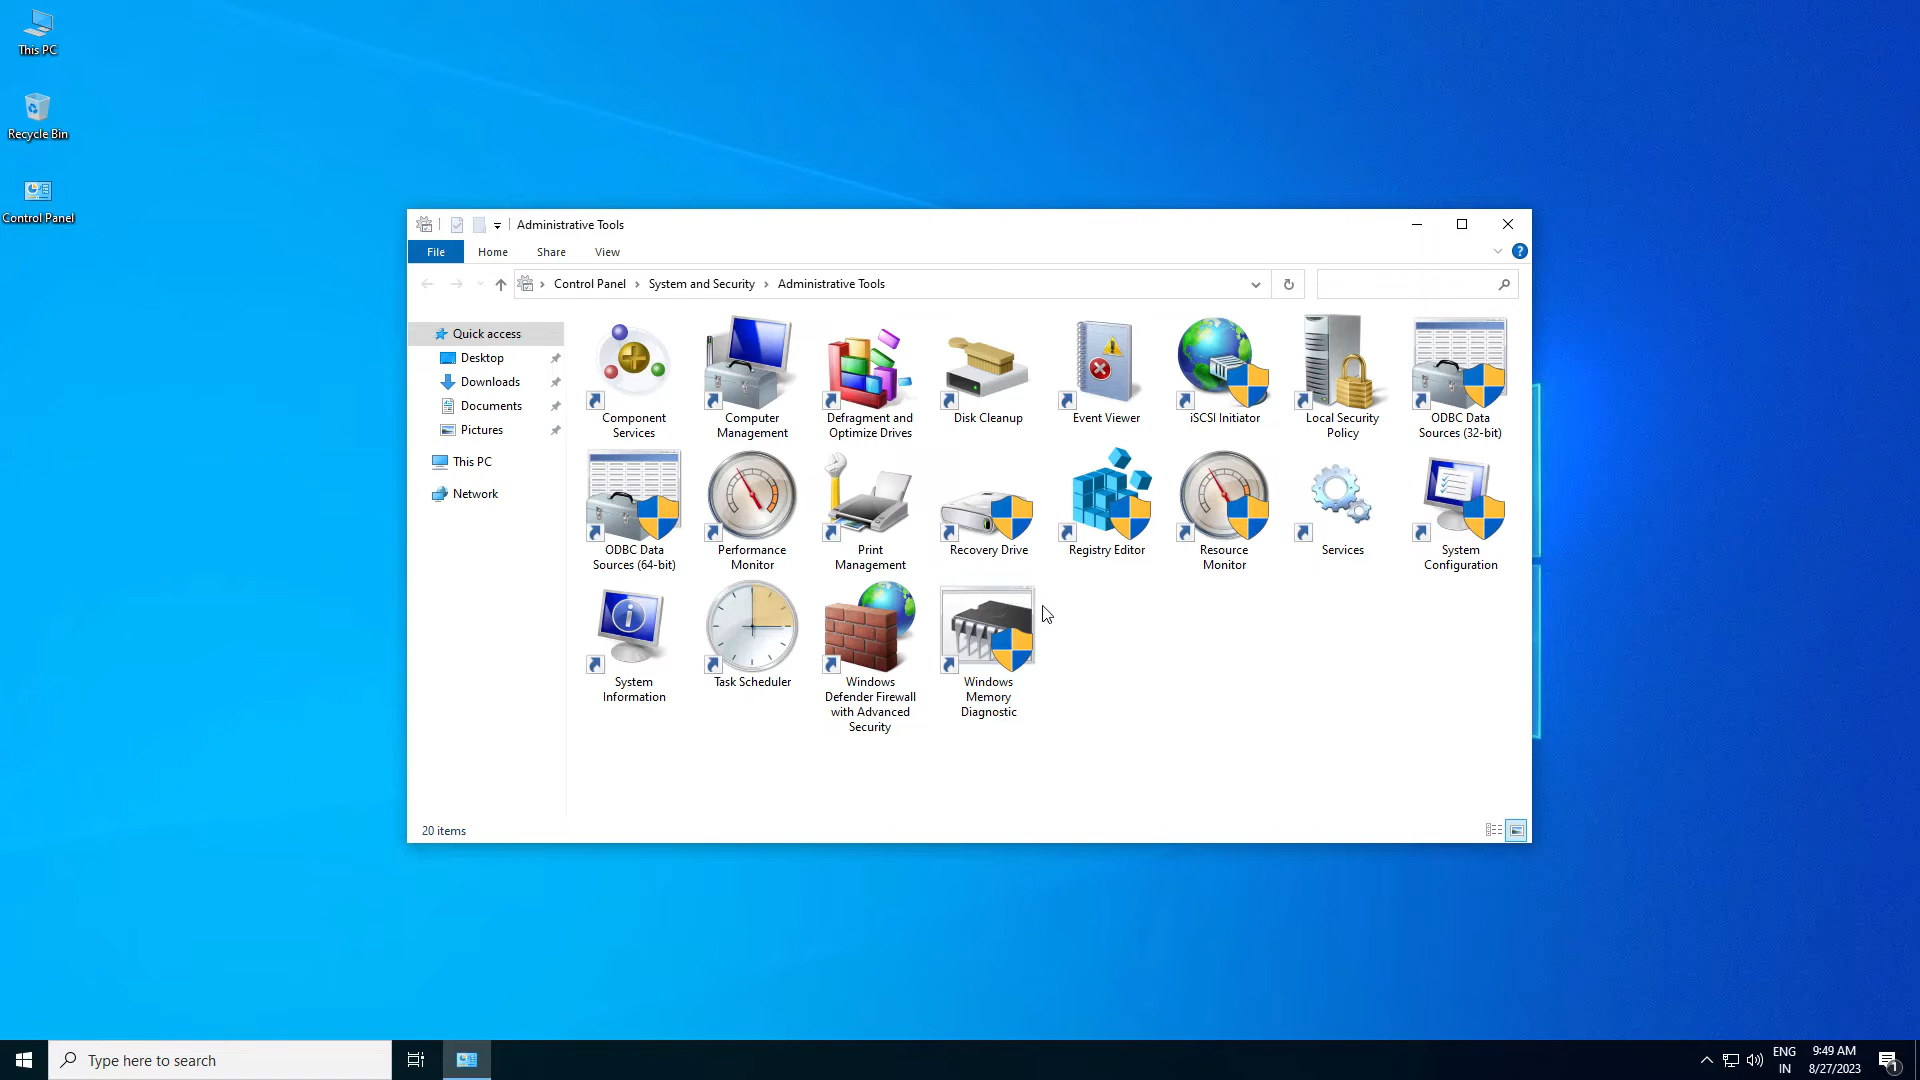 This PC
Recycle Bin
Control Panel
Administrative Tools
File Home Share View
Control Panel System and Security Administrative Tools
Quick access
Desktop
Downloads
Documents
Pictures
This PC
Network
Component
Services
Computer
Management
Defragment and
Optimize Drives
Disk Cleanup
Event Viewer
iSCSI Initiator
Local Security
Policy
ODBC Data
Sources (32-bit)
ODBC Data
Sources (64-bit)
Performance
Monitor
Print
Management
Recovery Drive
Registry Editor
Resource
Monitor
Services
System
Configuration
System
Information
Task Scheduler
Windows
Defender Firewall
with Advanced
Security
Windows
Memory
Diagnostic
20 items
Type here to search
ENG
IN
9:49 AM
8/27/2023
1